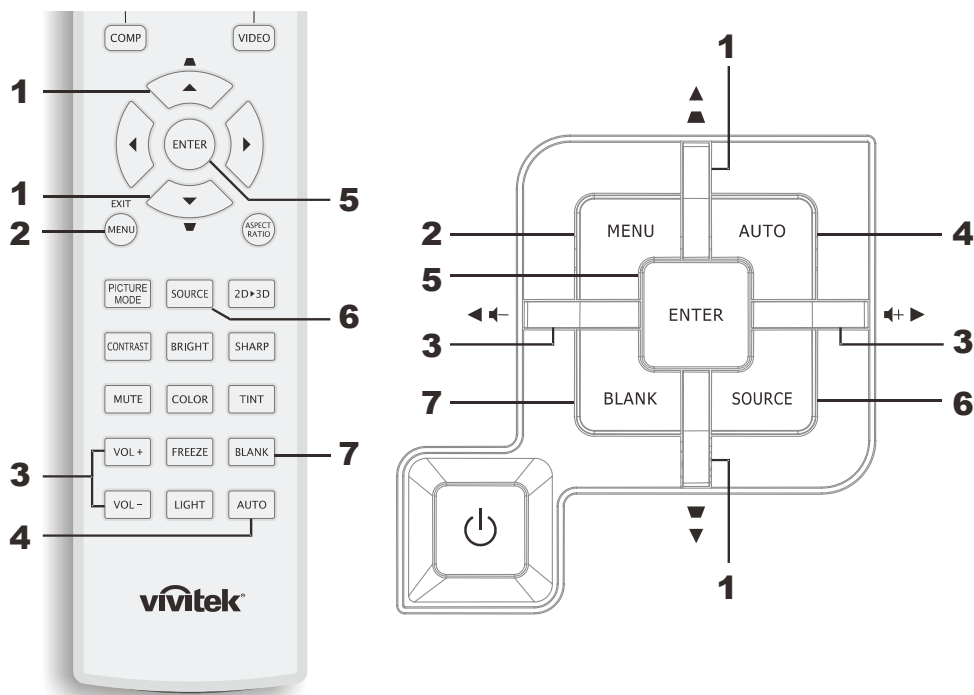 COMP VIDEO
1
ENTER
1
5
EXIT
2 MENU ASPECT
RATIO
PICTURE
MODE SOURCE 2D▶3D
6
CONTRAST BRIGHT SHARP
MUTE COLOR TINT
VOL + FREEZE BLANK 7
3
VOL − LIGHT AUTO
4
vivitek
1
2 MENU AUTO 4
5
ENTER
− +
3 3
7 BLANK SOURCE 6
1